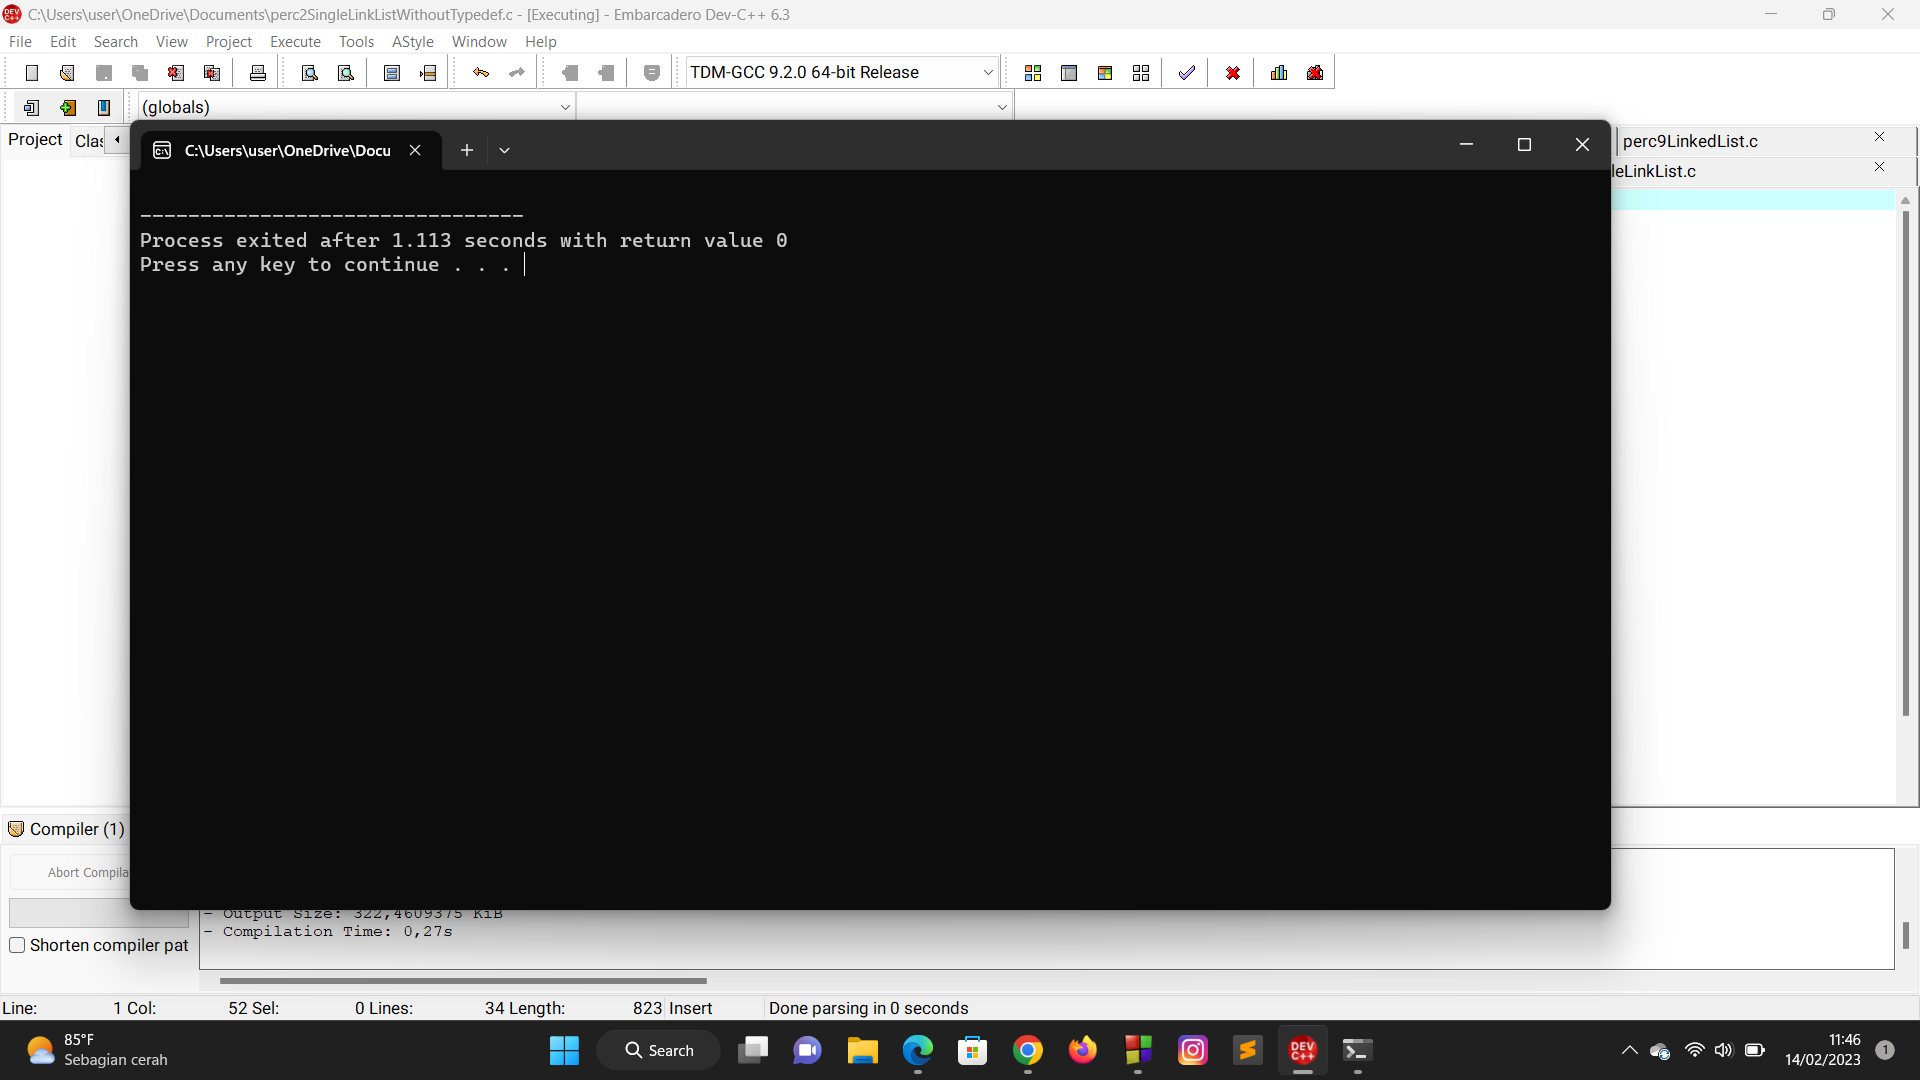 C:\Users\user\OneDrive\Documents\perc2SingleLinkListWithoutTypedef.c - [Executing] - Embarcadero Dev-C++ 6.3
File Edit Search View Project Execute Tools AStyle Window Help
TDM-GCC 9.2.0 64-bit Release
(globals)
Project Clas
C:\Users\user\OneDrive\Docu
perc9LinkedList.c
leLinkList.c
--------------------------------
Process exited after 1.113 seconds with return value 0
Press any key to continue . . .
Compiler (1)
Abort Compila
- Output Size: 322,4609375 KiB
- Compilation Time: 0,27s
Shorten compiler pat
Line: 1 Col: 52 Sel: 0 Lines: 34 Length: 823 Insert Done parsing in 0 seconds
85°F
Sebagian cerah
Search
DEV C++
11:46
14/02/2023
1